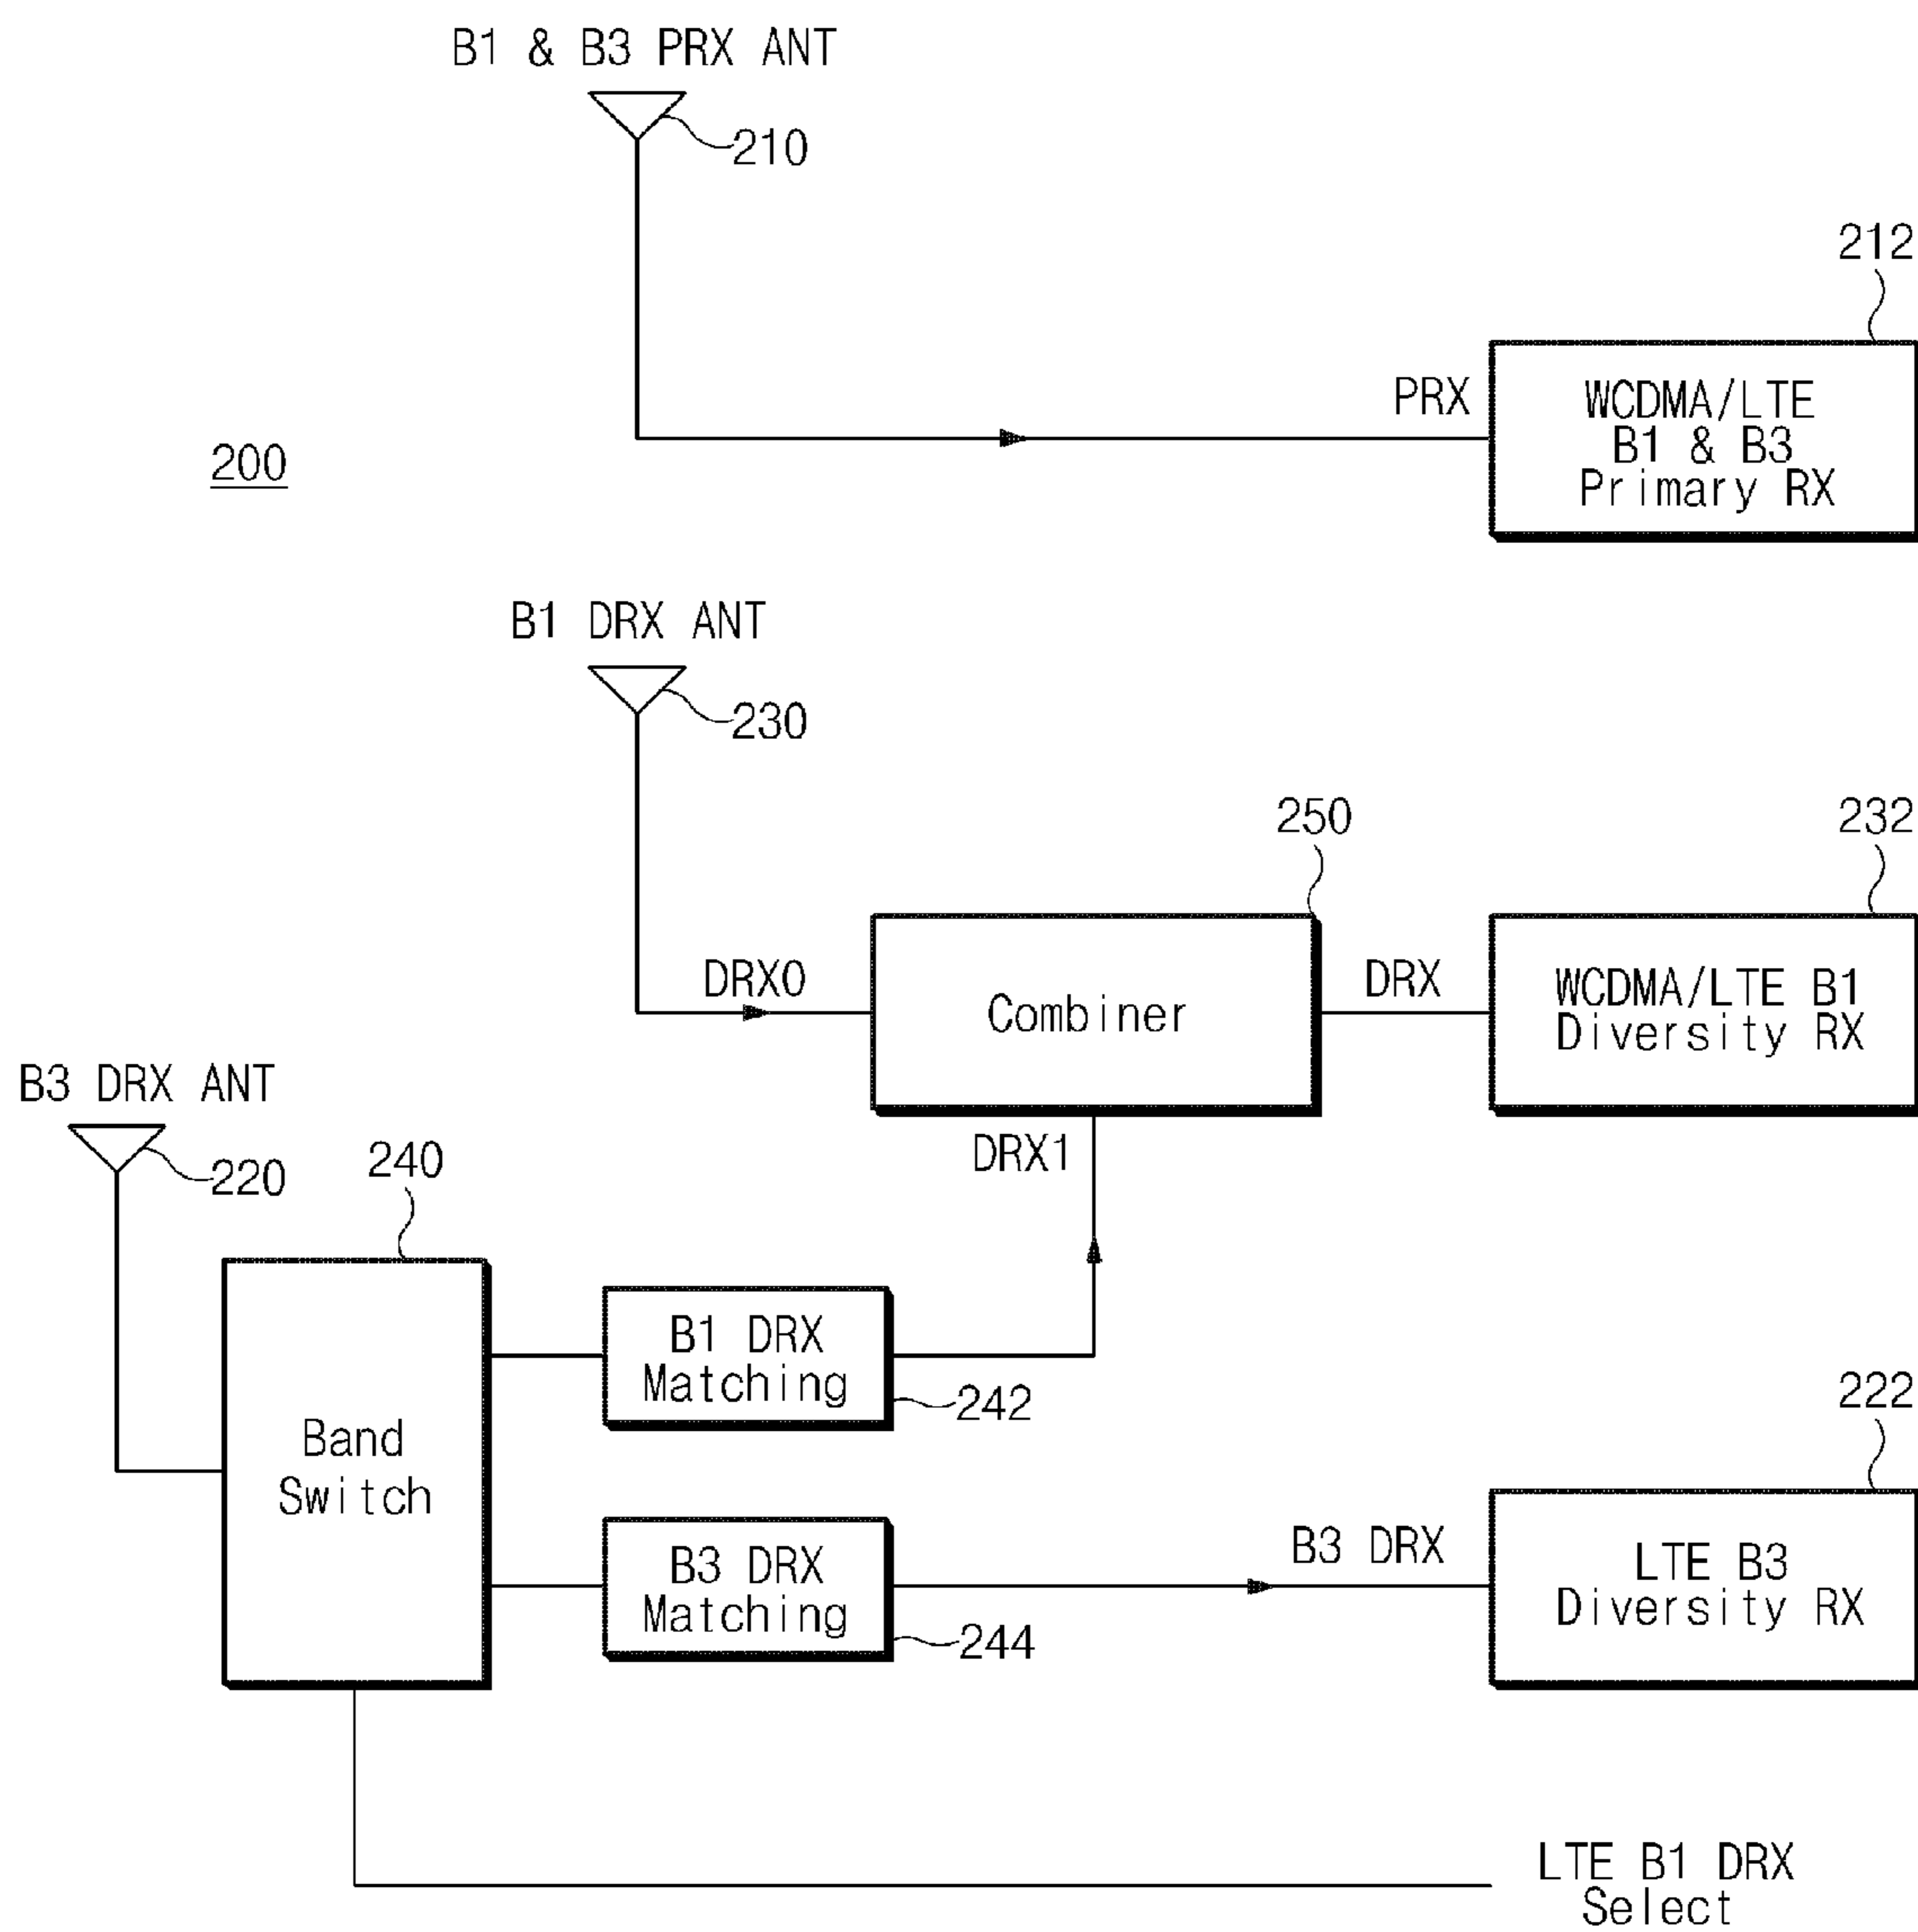 B1 & B3 PRX ANT
210
212
PRX
WCDMA/LTE
B1 & B3
Primary RX
200
B1 DRX ANT
230
250
232
DRX0
Combiner
DRX
WCDMA/LTE B1
Diversity RX
B3 DRX ANT
220
240
DRX1
B1 DRX
Matching
242
222
Band
Switch
B3 DRX
Matching
244
B3 DRX
LTE B3
Diversity RX
LTE B1 DRX
Select